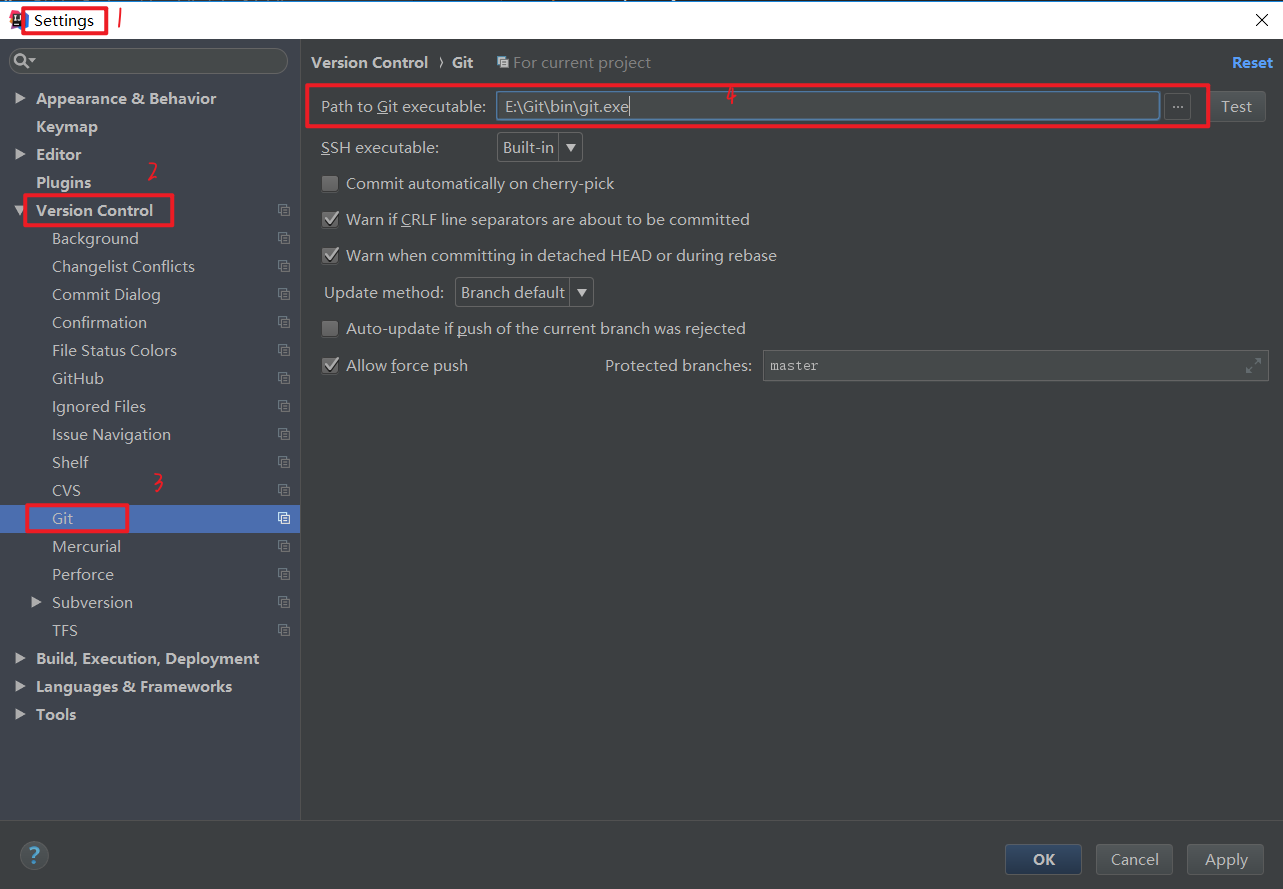 Settings 1
Version Control › Git For current project Reset
Appearance & Behavior
Keymap
Editor
Plugins
2
Version Control
Background
Changelist Conflicts
Commit Dialog
Confirmation
File Status Colors
GitHub
Ignored Files
Issue Navigation
Shelf
CVS
3
Git
Mercurial
Perforce
Subversion
TFS
Build, Execution, Deployment
Languages & Frameworks
Tools
4
Path to Git executable: E:\Git\bin\git.exe ... Test
SSH executable: Built-in
Commit automatically on cherry-pick
Warn if CRLF line separators are about to be committed
Warn when committing in detached HEAD or during rebase
Update method: Branch default
Auto-update if push of the current branch was rejected
Allow force push Protected branches: master
? OK Cancel Apply